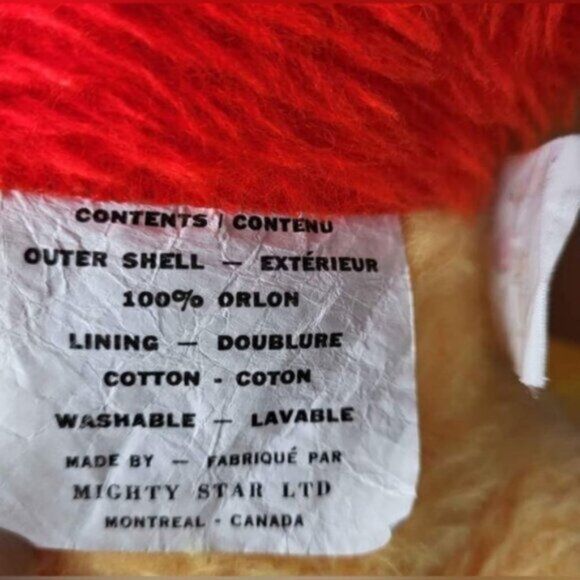 CONTENTS / CONTENU
OUTER SHELL — EXTÉRIEUR
100% ORLON
LINING — DOUBLURE
COTTON - COTON
WASHABLE — LAVABLE
MADE BY — FABRIQUÉ PAR
MIGHTY STAR LTD
MONTREAL - CANADA